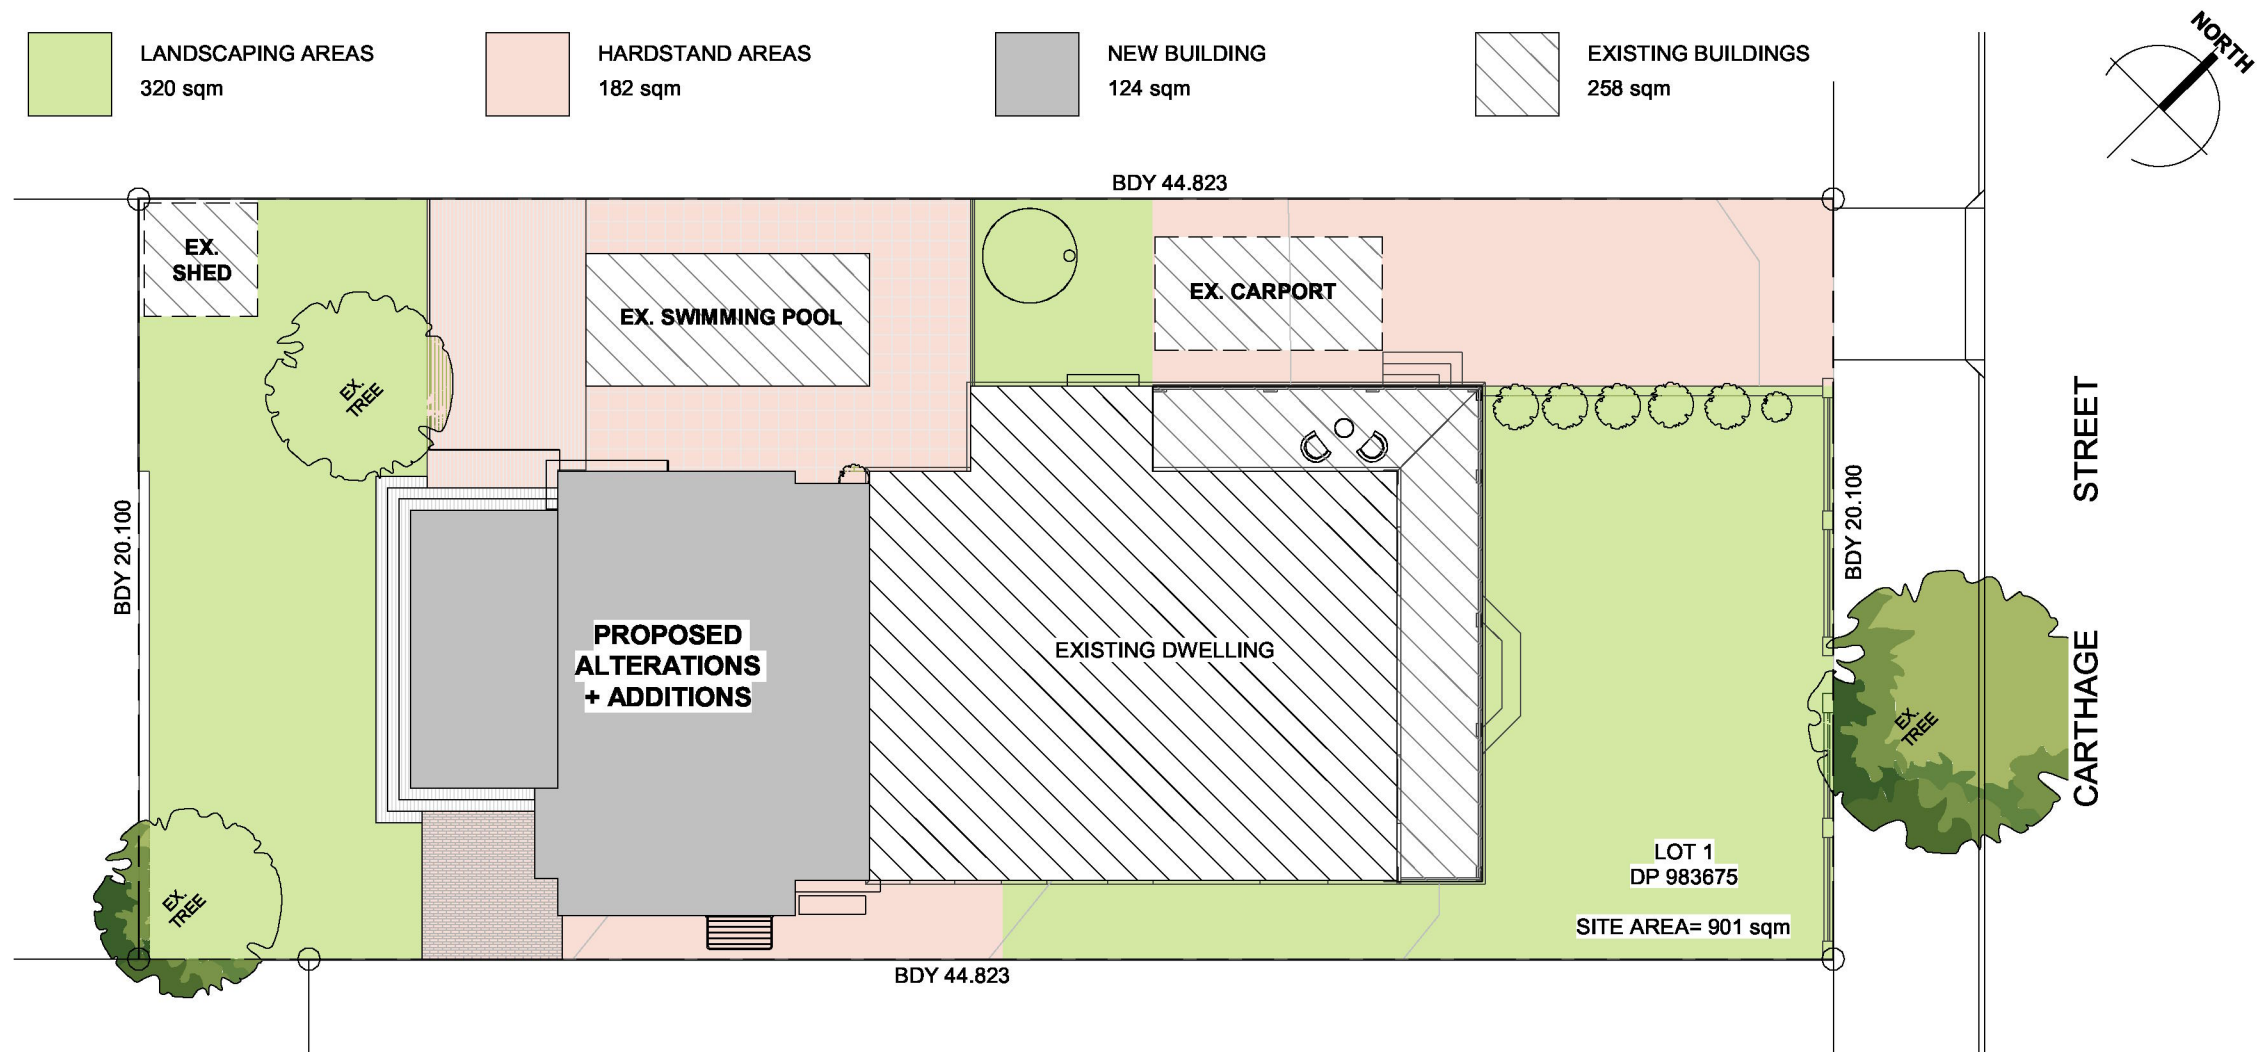 LANDSCAPING AREAS
320 sqm
HARDSTAND AREAS
182 sqm
NEW BUILDING
124 sqm
EXISTING BUILDINGS
258 sqm
NORTH
BDY 44.823
EX.
SHED
EX. SWIMMING POOL
EX. CARPORT
EX.
TREE
BDY 20.100
PROPOSED
ALTERATIONS
+ ADDITIONS
EXISTING DWELLING
BDY 20.100
CARTHAGE STREET
EX.
TREE
EX.
TREE
LOT 1
DP 983675
SITE AREA= 901 sqm
BDY 44.823